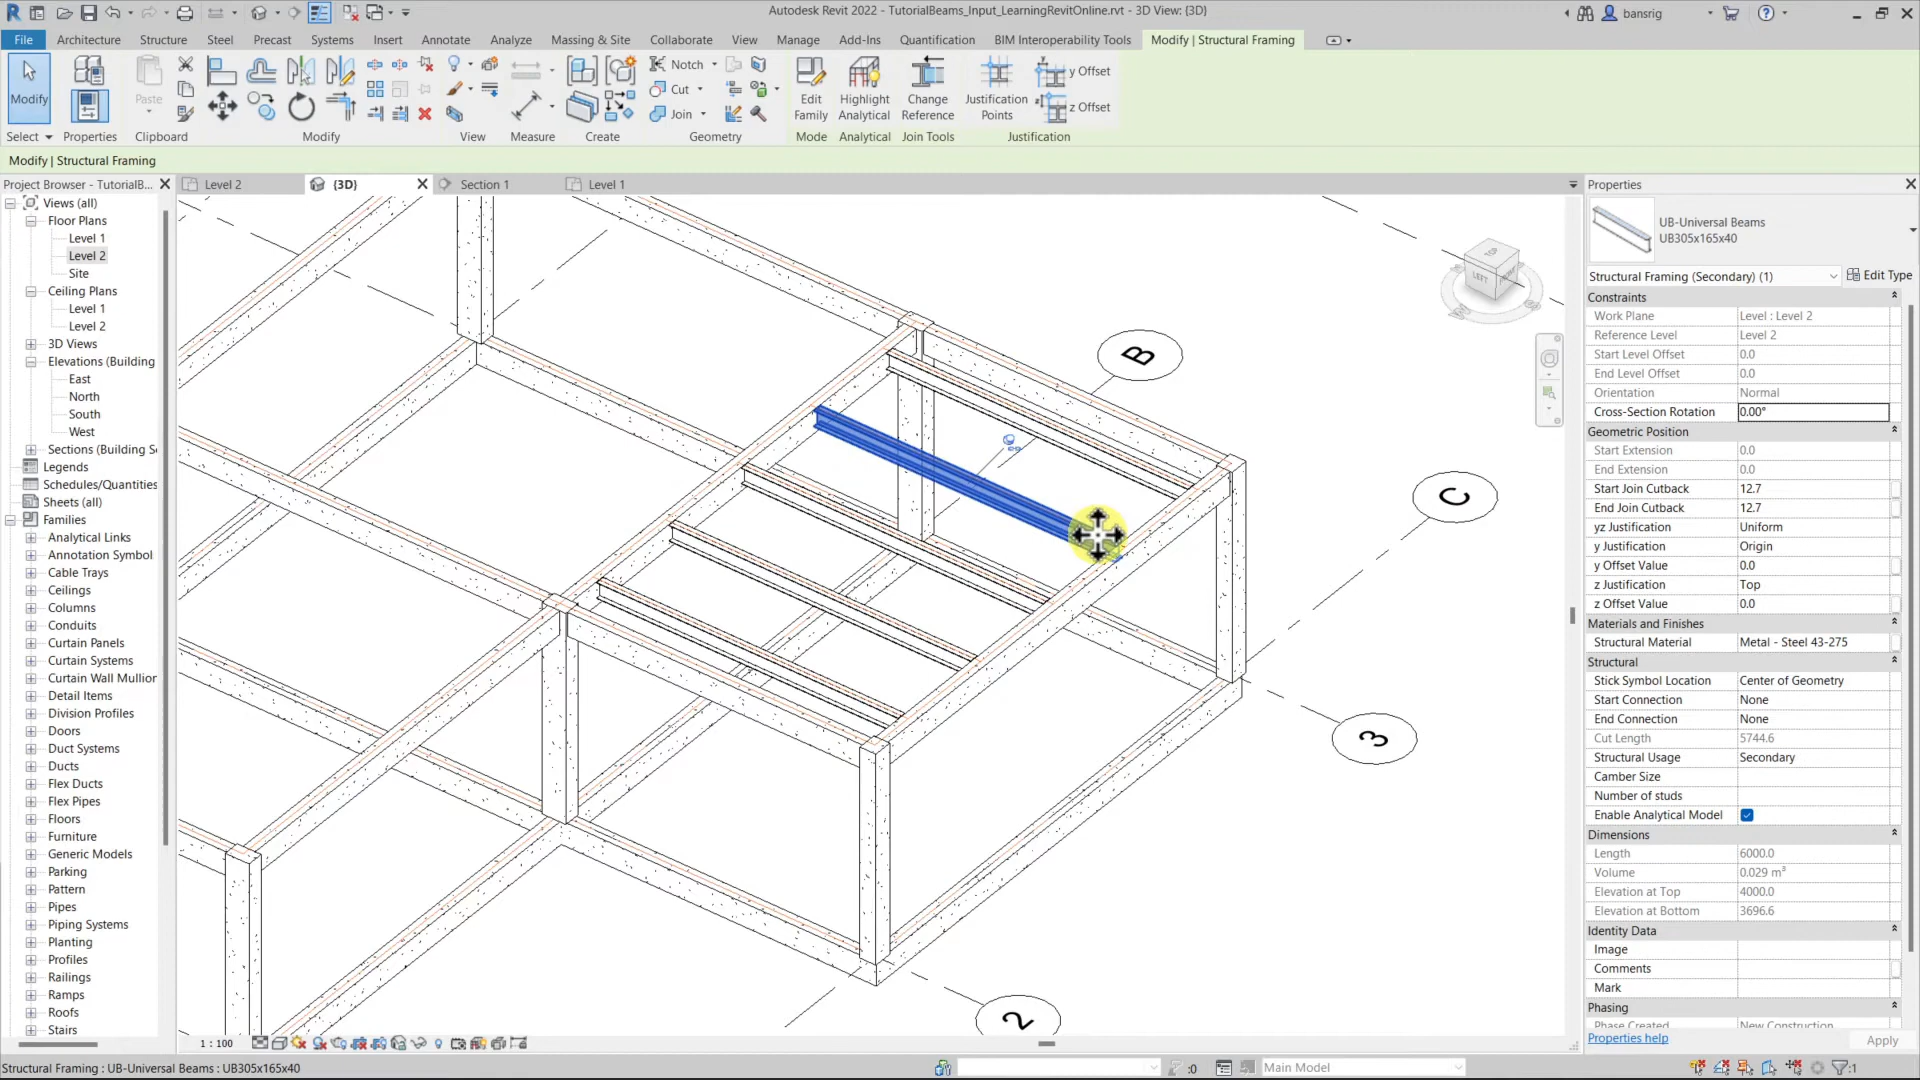 Autodesk Revit 2022 - TutorialBeams_Input_LearningRevitOnline.rvt - 3D View: {3D}
bansrig
File Architecture Structure Steel Precast Systems Insert Annotate Analyze Massing & Site Collaborate View Manage Add-Ins Quantification BIM Interoperability Tools Modify | Structural Framing
Modify
Paste
Notch
Cut
Join
Edit Family
Highlight Analytical
Change Reference
Justification Points
y Offset
z Offset
Select Properties Clipboard Modify View Measure Create Geometry Mode Analytical Join Tools Justification
Modify | Structural Framing
Project Browser - TutorialB...
Level 2
{3D}
Section 1
Level 1
Views (all)
Floor Plans
Level 1
Level 2
Site
Ceiling Plans
Level 1
Level 2
3D Views
Elevations (Building
East
North
South
West
Sections (Building S
Legends
Schedules/Quantities
Sheets (all)
Families
Analytical Links
Annotation Symbol
Cable Trays
Ceilings
Columns
Conduits
Curtain Panels
Curtain Systems
Curtain Wall Mullior
Detail Items
Division Profiles
Doors
Duct Systems
Ducts
Flex Ducts
Flex Pipes
Floors
Furniture
Generic Models
Parking
Pattern
Pipes
Piping Systems
Planting
Profiles
Railings
Ramps
Roofs
Stairs
B
C
3
2
LEFT
1 : 100
Properties
UB-Universal Beams
UB305x165x40
Structural Framing (Secondary) (1)
Edit Type
Constraints
Work Plane Level : Level 2
Reference Level Level 2
Start Level Offset 0.0
End Level Offset 0.0
Orientation Normal
Cross-Section Rotation 0.00°
Geometric Position
Start Extension 0.0
End Extension 0.0
Start Join Cutback 12.7
End Join Cutback 12.7
yz Justification Uniform
y Justification Origin
y Offset Value 0.0
z Justification Top
z Offset Value 0.0
Materials and Finishes
Structural Material Metal - Steel 43-275
Structural
Stick Symbol Location Center of Geometry
Start Connection None
End Connection None
Cut Length 5744.6
Structural Usage Secondary
Camber Size
Number of studs
Enable Analytical Model
Dimensions
Length 6000.0
Volume 0.029 m³
Elevation at Top 4000.0
Elevation at Bottom 3696.6
Identity Data
Image
Comments
Mark
Phasing
Phase Created New Construction
Properties help
Apply
Structural Framing : UB-Universal Beams : UB305x165x40
:0
Main Model
:1